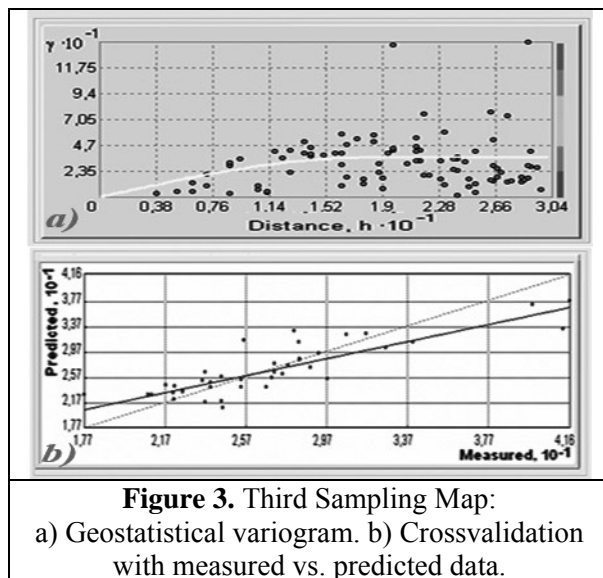 γ ·10⁻¹
11,75
9,4
7,05
4,7
2,35
0 0,38 0,76 1,14 1,52 1,9 2,28 2,66 3,04
Distance, h ·10⁻¹
a)
4,16
3,77
3,37
2,97
2,57
2,17
1,77
Predicted, 10⁻¹
1,77 2,17 2,57 2,97 3,37 3,77 4,16
Measured, 10⁻¹
b)
Figure 3. Third Sampling Map:
a) Geostatistical variogram. b) Crossvalidation
with measured vs. predicted data.